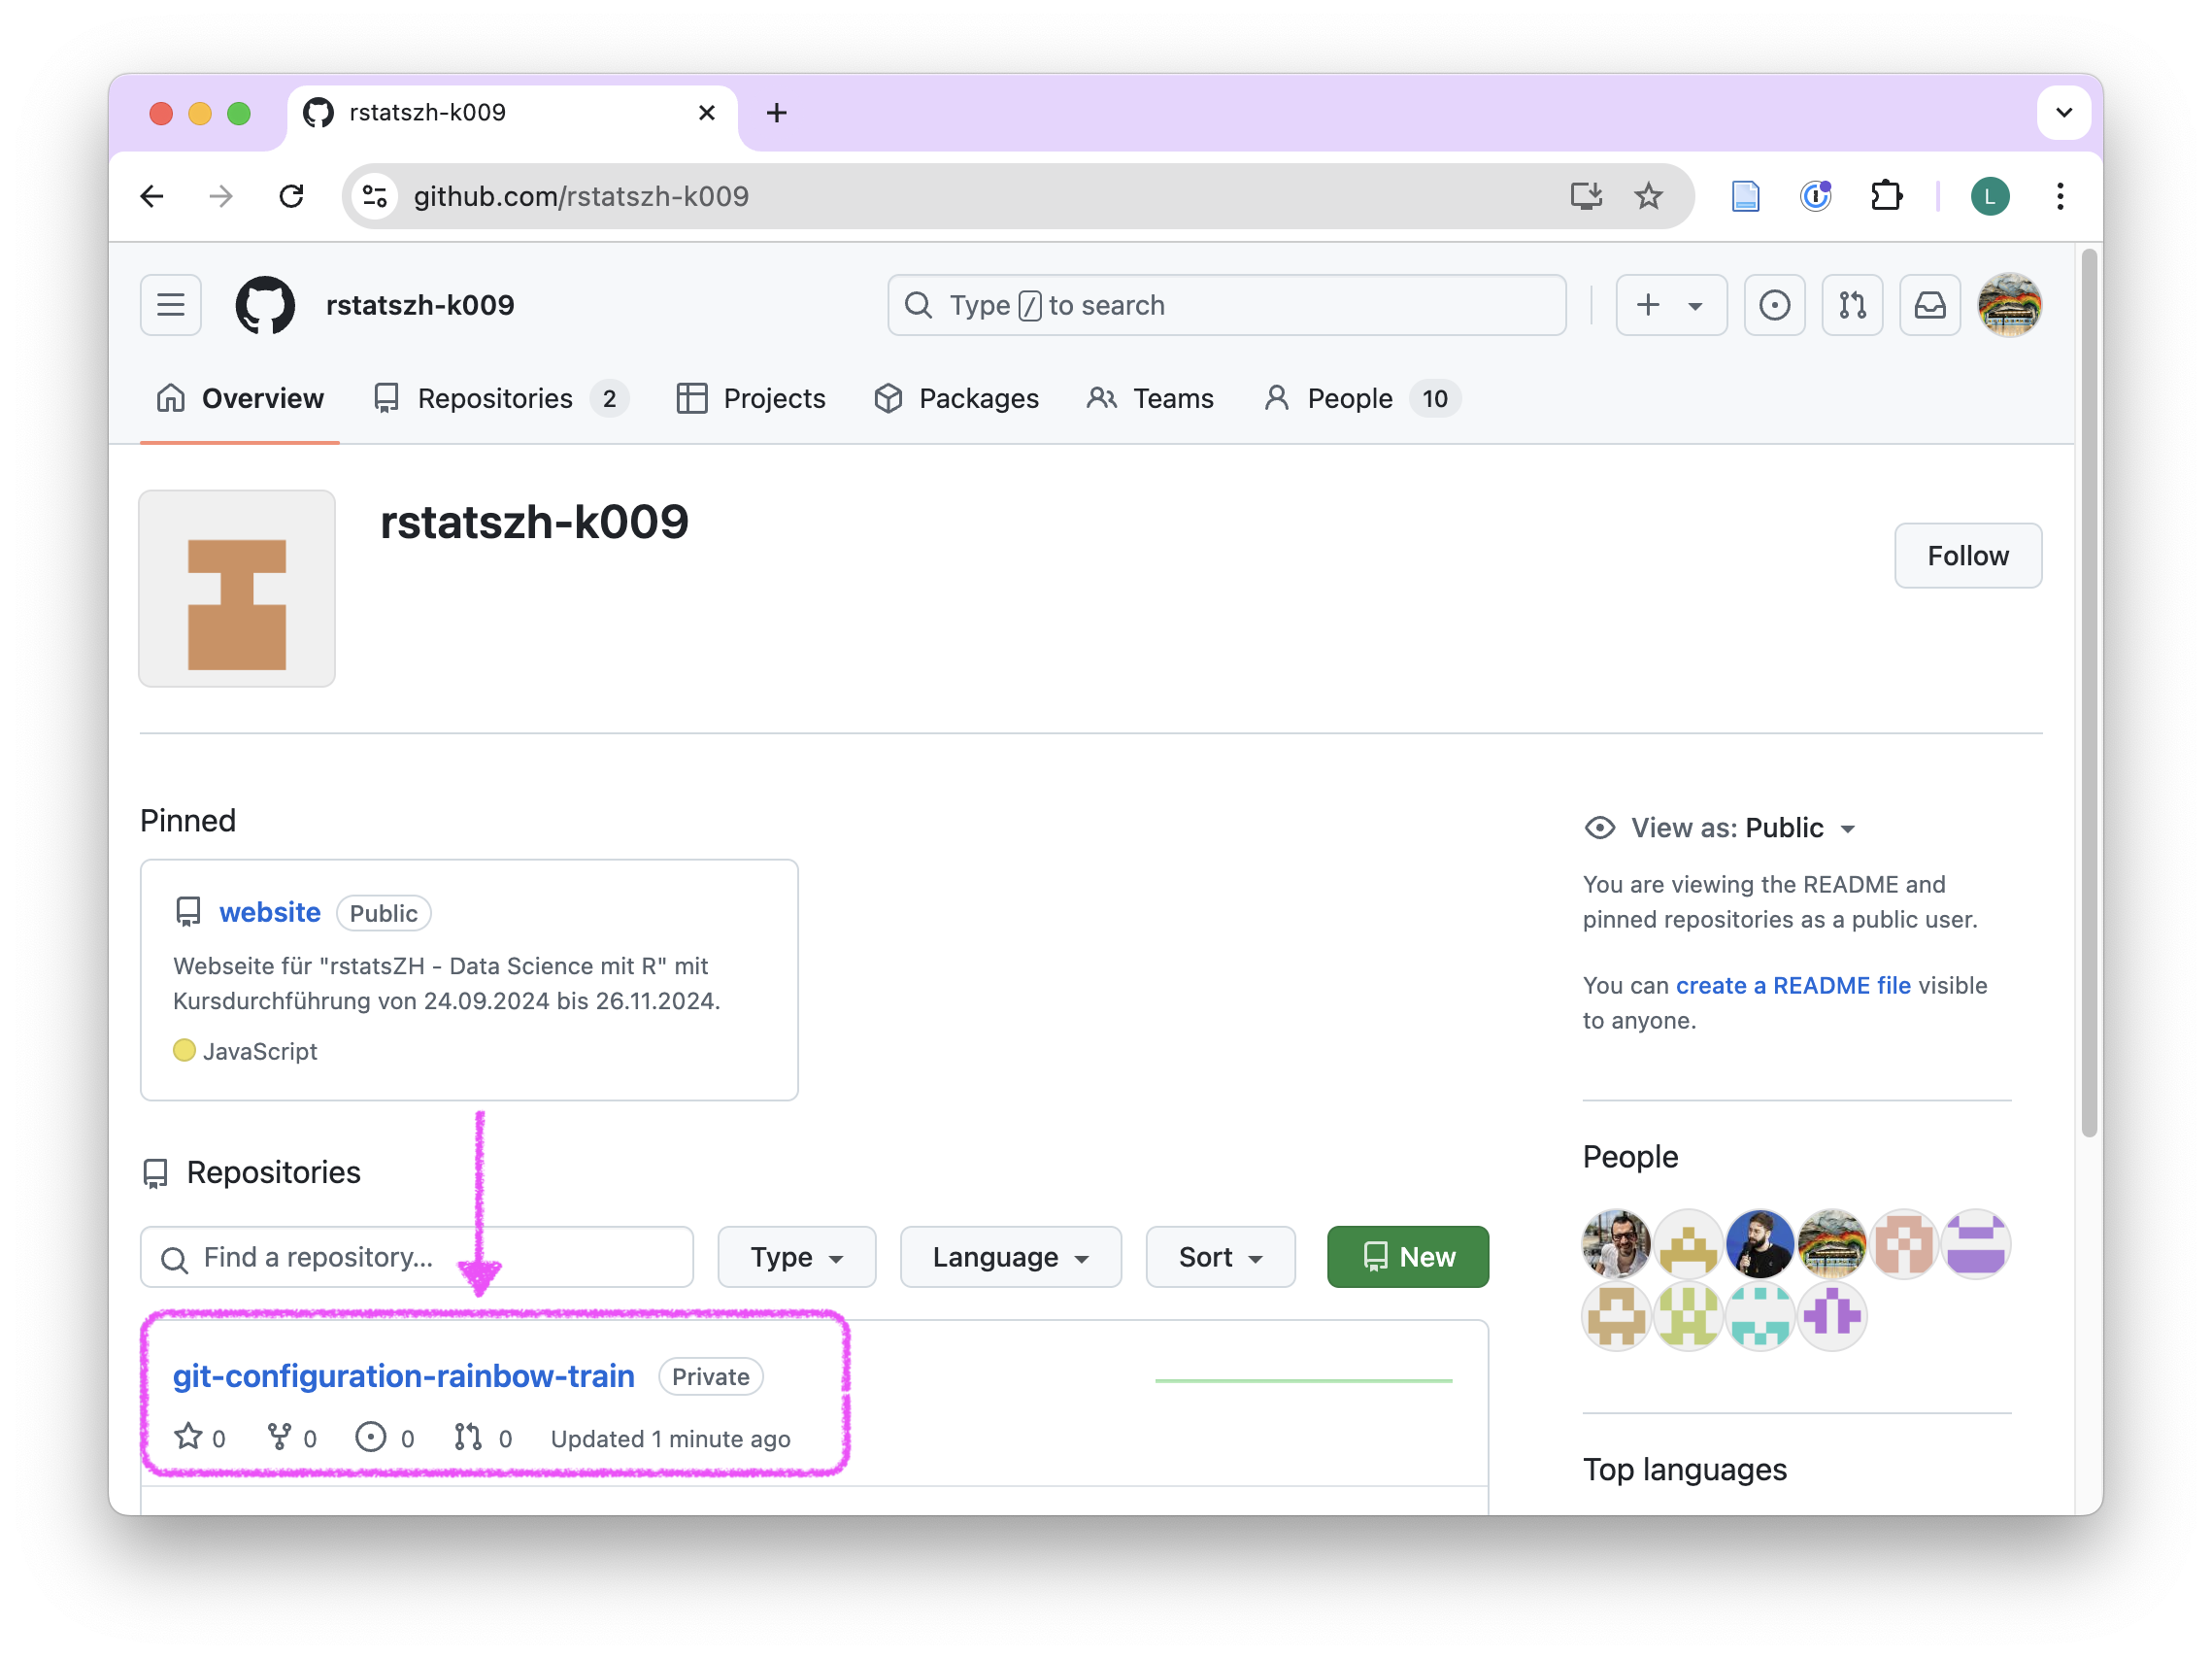 rstatszh-k009
github.com/rstatszh-k009
L
rstatszh-k009
Type / to search
Overview
Repositories 2
Projects
Packages
Teams
People 10
rstatszh-k009
Follow
Pinned
website Public
Webseite für "rstatsZH - Data Science mit R" mit
Kursdurchführung von 24.09.2024 bis 26.11.2024.
JavaScript
View as: Public
You are viewing the README and
pinned repositories as a public user.
You can create a README file visible
to anyone.
Repositories
Find a repository...
Type
Language
Sort
New
git-configuration-rainbow-train Private
0 0 0 0 Updated 1 minute ago
People
Top languages